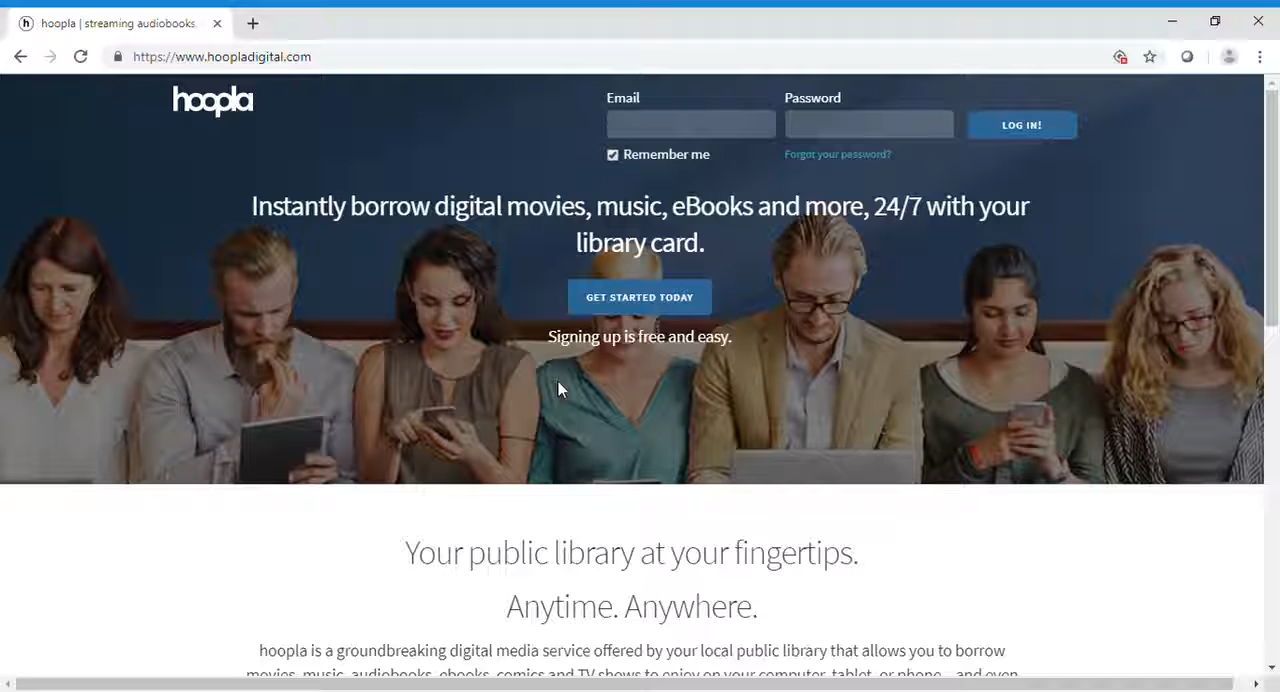 hoopla | streaming audiobooks,
https://www.hoopladigital.com
hoopla
Email
Password
LOG IN!
Remember me
Forgot your password?
Instantly borrow digital movies, music, eBooks and more, 24/7 with your
library card.
GET STARTED TODAY
Signing up is free and easy.
Your public library at your fingertips.
Anytime. Anywhere.
hoopla is a groundbreaking digital media service offered by your local public library that allows you to borrow
movies, music, audiobooks, ebooks, comics and TV shows to enjoy on your computer, tablet, or phone – and even